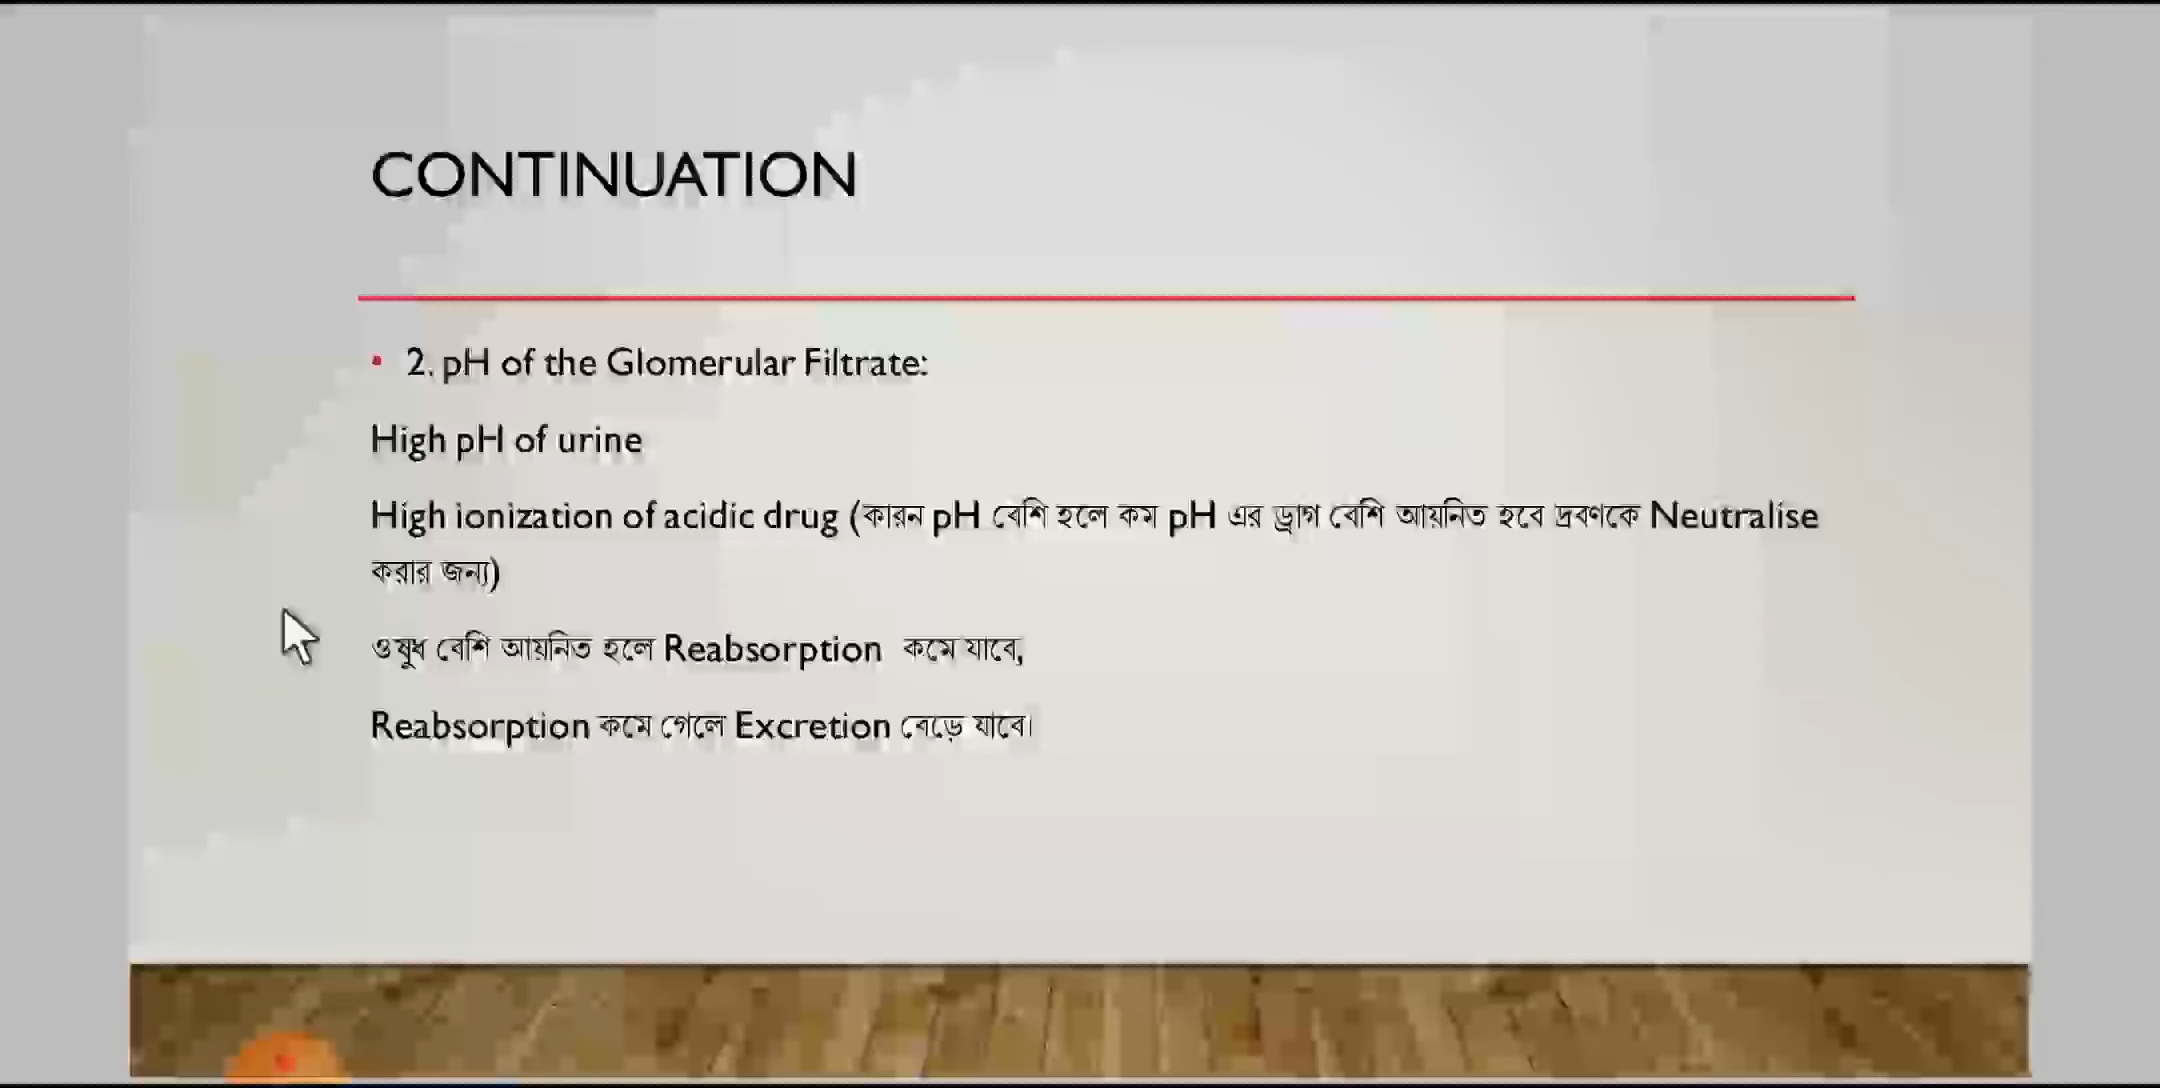 CONTINUATION
• 2. pH of the Glomerular Filtrate:
High pH of urine
High ionization of acidic drug (কারন pH বেশি হলে কম pH এর ড্রাগ বেশি আয়নিত হবে দ্রবণকে Neutralise
করার জন্য)
ওষুধ বেশি আয়নিত হলে Reabsorption কমে যাবে,
Reabsorption কমে গেলে Excretion বেড়ে যাবে।